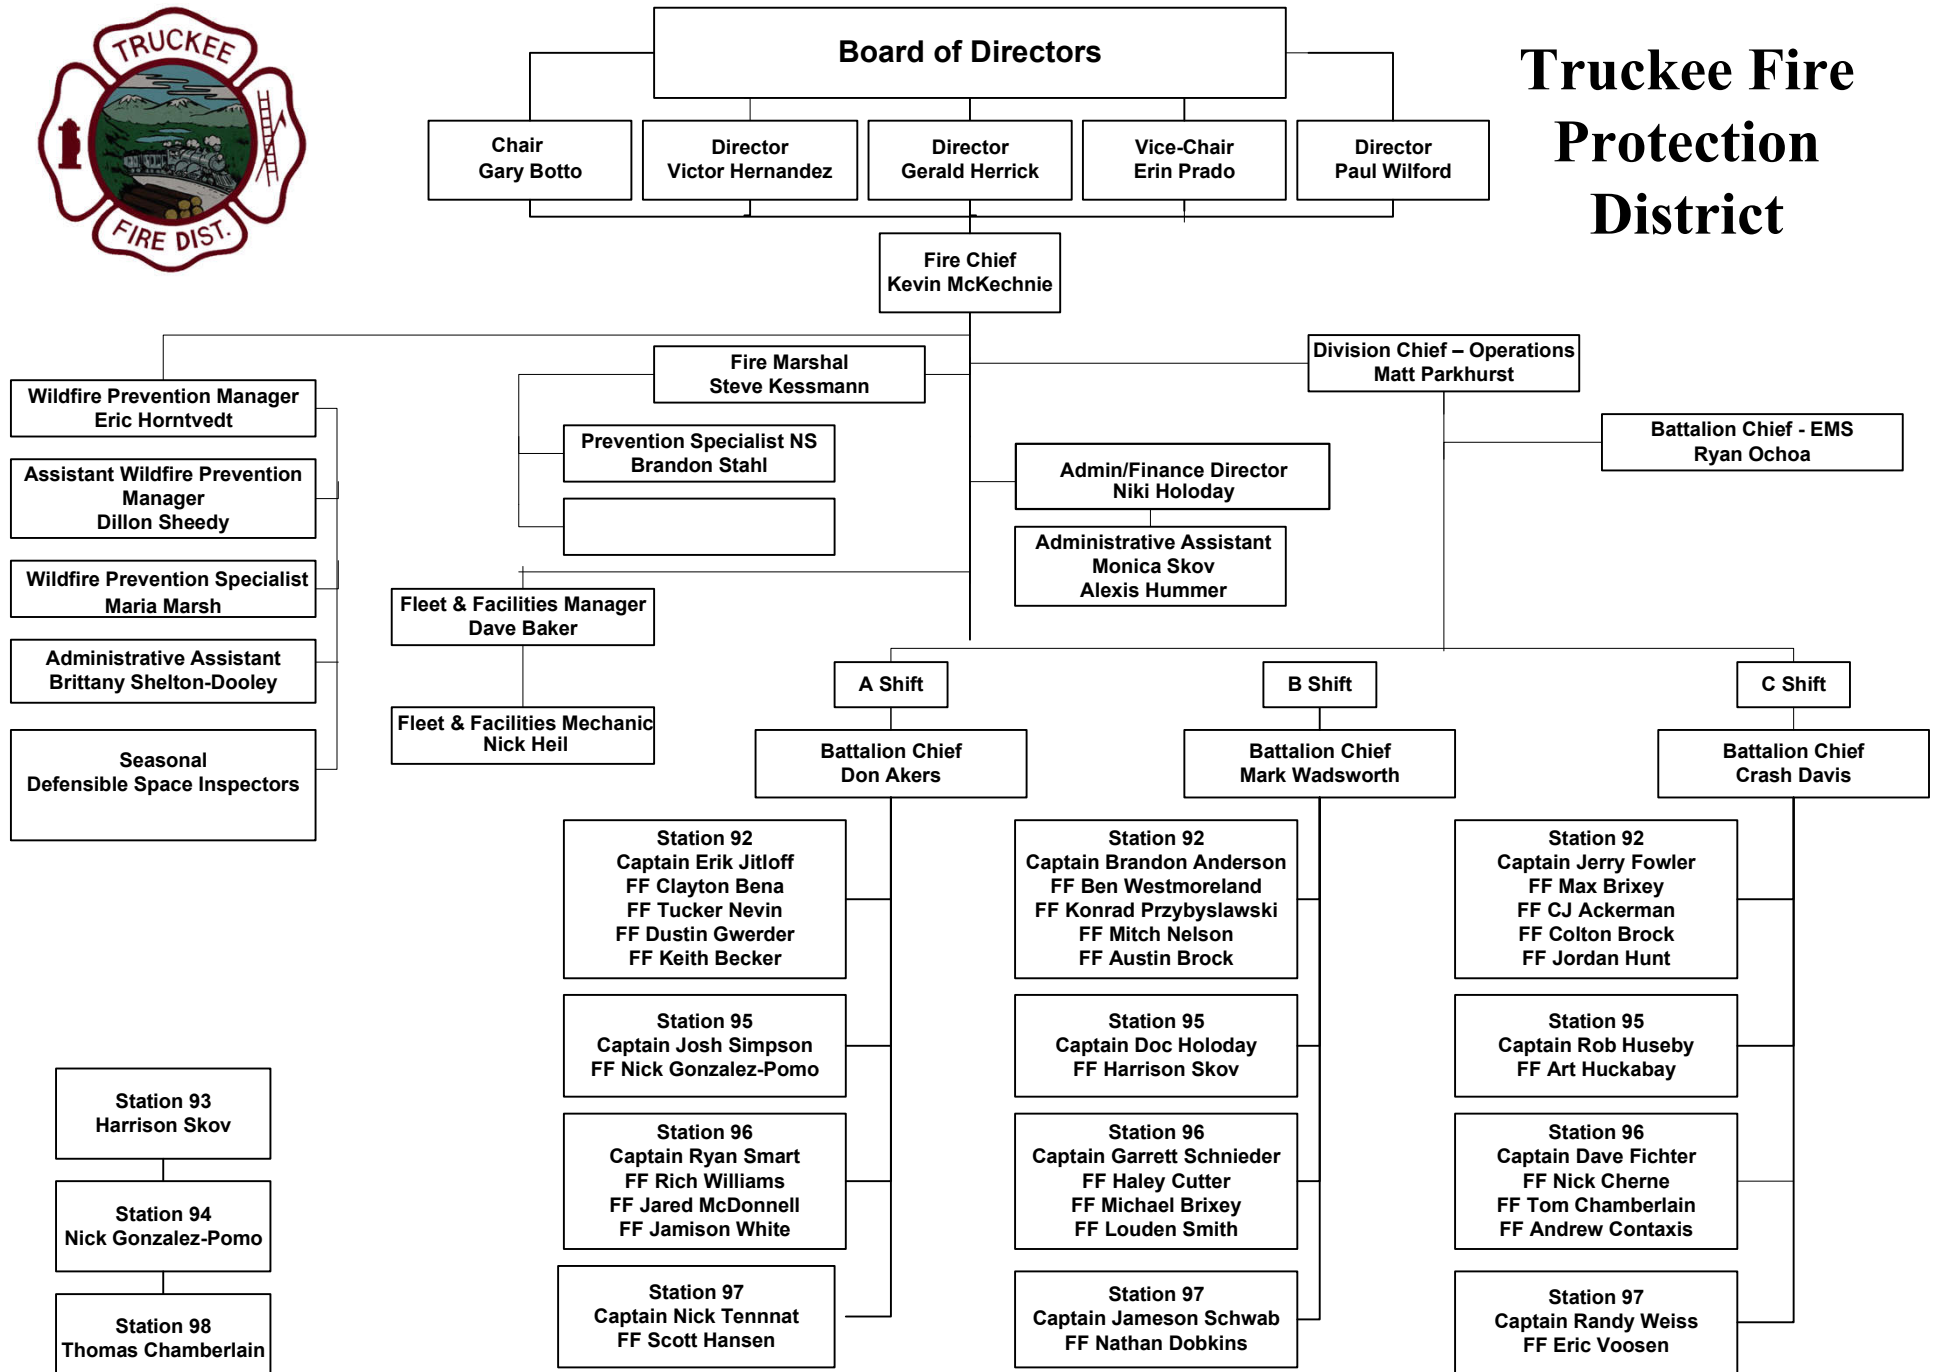 TRUCKEE
FIRE DIST.
Truckee Fire
Protection
District
Board of Directors
Chair
Gary Botto
Director
Victor Hernandez
Director
Gerald Herrick
Vice-Chair
Erin Prado
Director
Paul Wilford
Fire Chief
Kevin McKechnie
Wildfire Prevention Manager
Eric Horntvedt
Assistant Wildfire Prevention
Manager
Dillon Sheedy
Wildfire Prevention Specialist
Maria Marsh
Administrative Assistant
Brittany Shelton-Dooley
Seasonal
Defensible Space Inspectors
Fire Marshal
Steve Kessmann
Prevention Specialist NS
Brandon Stahl
Fleet & Facilities Manager
Dave Baker
Fleet & Facilities Mechanic
Nick Heil
Admin/Finance Director
Niki Holoday
Administrative Assistant
Monica Skov
Alexis Hummer
Division Chief – Operations
Matt Parkhurst
Battalion Chief - EMS
Ryan Ochoa
A Shift
Battalion Chief
Don Akers
Station 92
Captain Erik Jitloff
FF Clayton Bena
FF Tucker Nevin
FF Dustin Gwerder
FF Keith Becker
Station 95
Captain Josh Simpson
FF Nick Gonzalez-Pomo
Station 96
Captain Ryan Smart
FF Rich Williams
FF Jared McDonnell
FF Jamison White
Station 97
Captain Nick Tennnat
FF Scott Hansen
B Shift
Battalion Chief
Mark Wadsworth
Station 92
Captain Brandon Anderson
FF Ben Westmoreland
FF Konrad Przybyslawski
FF Mitch Nelson
FF Austin Brock
Station 95
Captain Doc Holoday
FF Harrison Skov
Station 96
Captain Garrett Schnieder
FF Haley Cutter
FF Michael Brixey
FF Louden Smith
Station 97
Captain Jameson Schwab
FF Nathan Dobkins
C Shift
Battalion Chief
Crash Davis
Station 92
Captain Jerry Fowler
FF Max Brixey
FF CJ Ackerman
FF Colton Brock
FF Jordan Hunt
Station 95
Captain Rob Huseby
FF Art Huckabay
Station 96
Captain Dave Fichter
FF Nick Cherne
FF Tom Chamberlain
FF Andrew Contaxis
Station 97
Captain Randy Weiss
FF Eric Voosen
Station 93
Harrison Skov
Station 94
Nick Gonzalez-Pomo
Station 98
Thomas Chamberlain